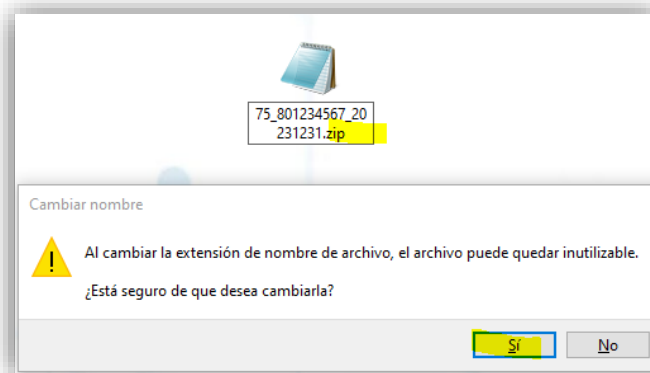 75_801234567_20
231231.zip
Cambiar nombre
Al cambiar la extensión de nombre de archivo, el archivo puede quedar inutilizable.
¿Está seguro de que desea cambiarla?
Sí
No